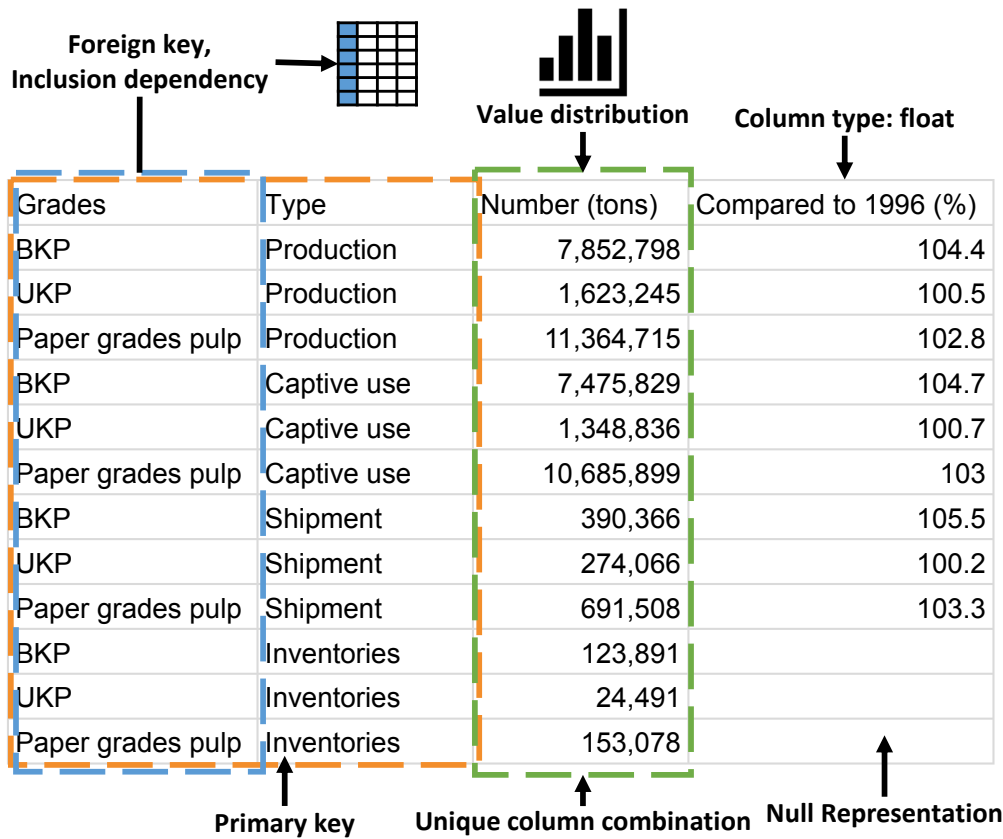 Foreign key,
Inclusion dependency
Value distribution
Column type: float
Grades Type Number (tons) Compared to 1996 (%)
BKP Production 7,852,798 104.4
UKP Production 1,623,245 100.5
Paper grades pulp Production 11,364,715 102.8
BKP Captive use 7,475,829 104.7
UKP Captive use 1,348,836 100.7
Paper grades pulp Captive use 10,685,899 103
BKP Shipment 390,366 105.5
UKP Shipment 274,066 100.2
Paper grades pulp Shipment 691,508 103.3
BKP Inventories 123,891
UKP Inventories 24,491
Paper grades pulp Inventories 153,078
Primary key
Unique column combination
Null Representation